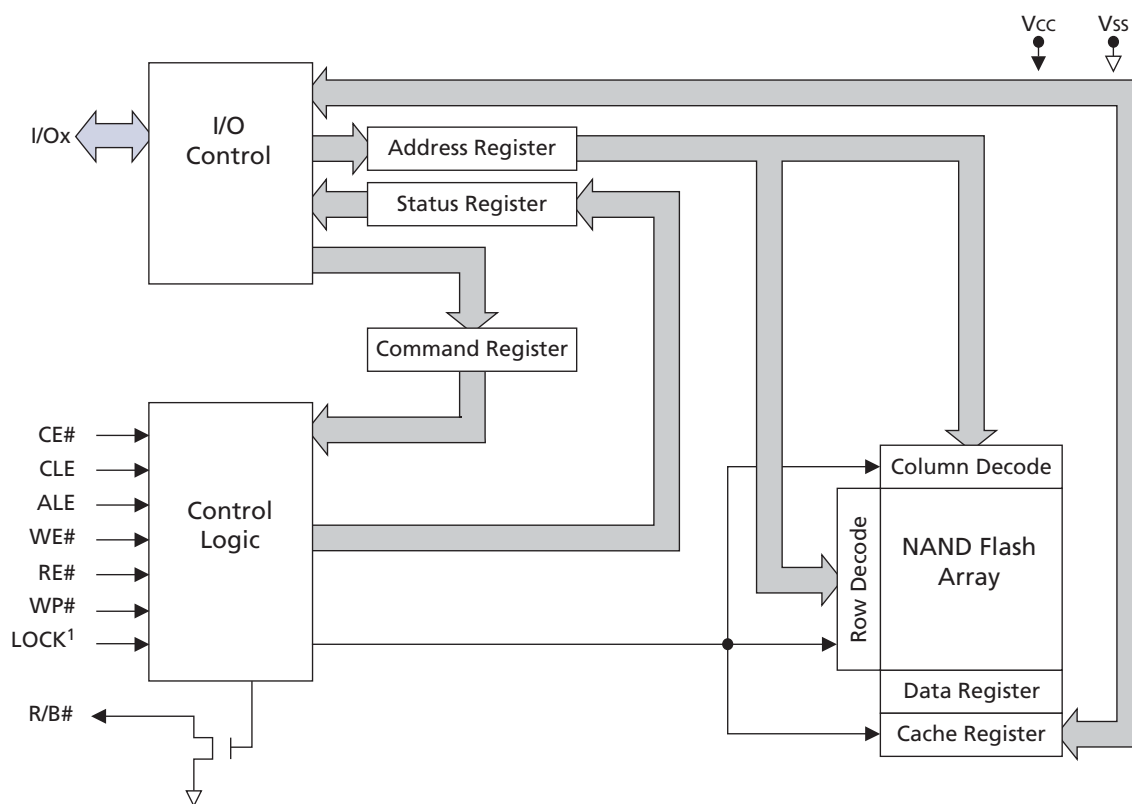 Vcc
Vss
I/Ox
I/O
Control
Address Register
Status Register
Command Register
CE#
CLE
ALE
WE#
RE#
WP#
LOCK¹
R/B#
Control
Logic
Column Decode
Row Decode
NAND Flash
Array
Data Register
Cache Register